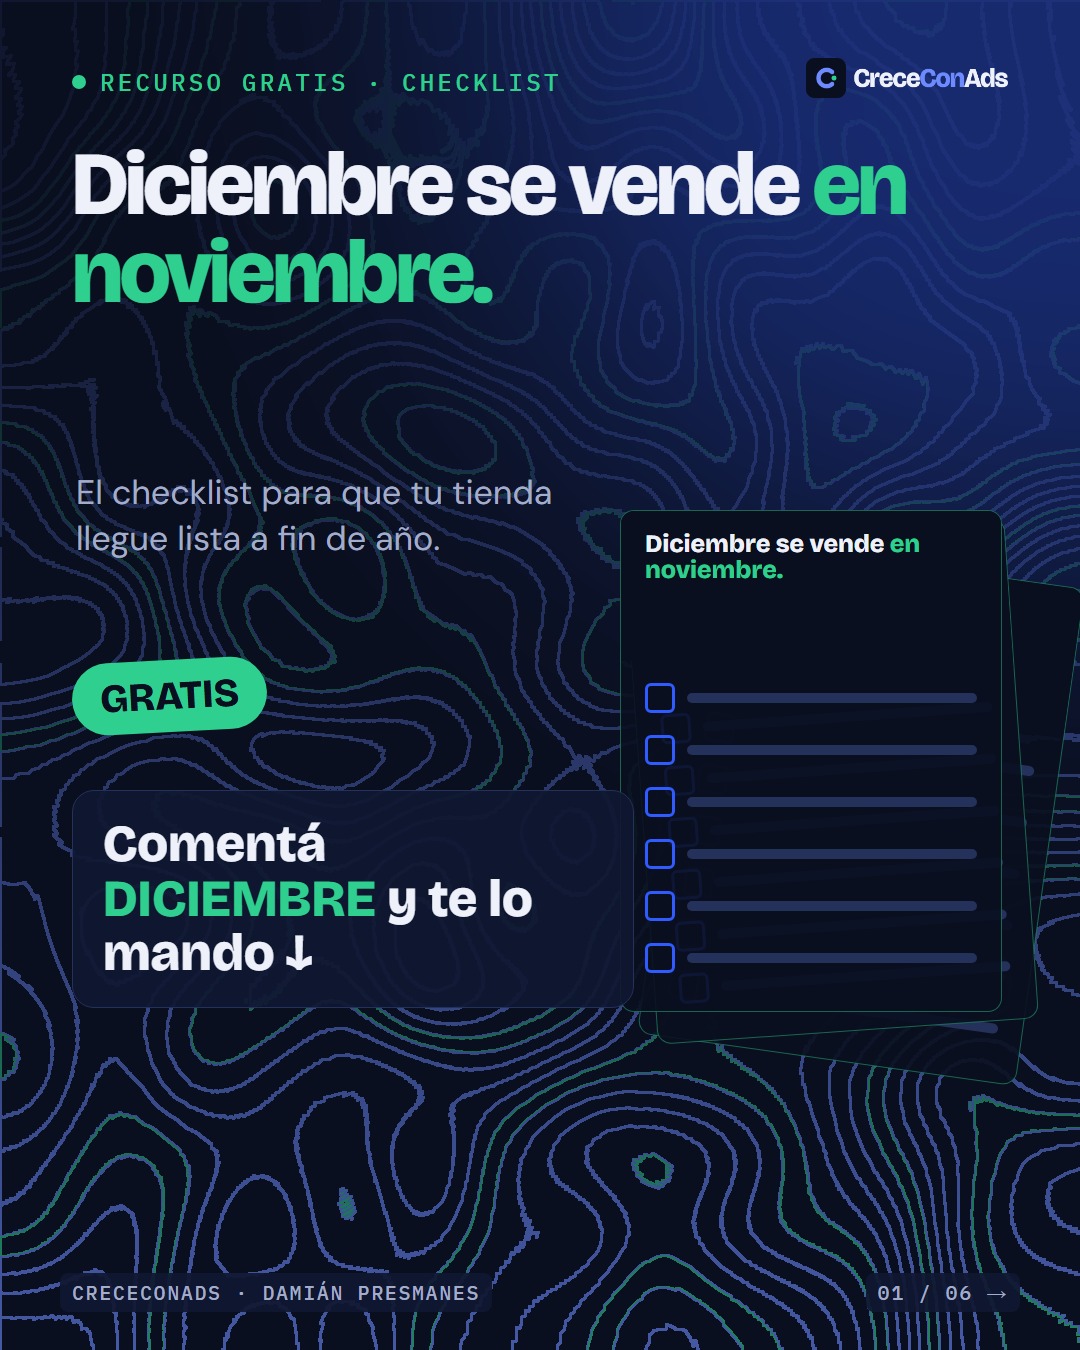 RECURSO GRATIS · CHECKLIST
CreceConAds
Diciembre se vende en
noviembre.
El checklist para que tu tienda
llegue lista a fin de año.
Diciembre se vende en
noviembre.
GRATIS
Comentá
DICIEMBRE y te lo
mando ↓
CRECECONADS · DAMIÁN PRESMANES
01 / 06 →